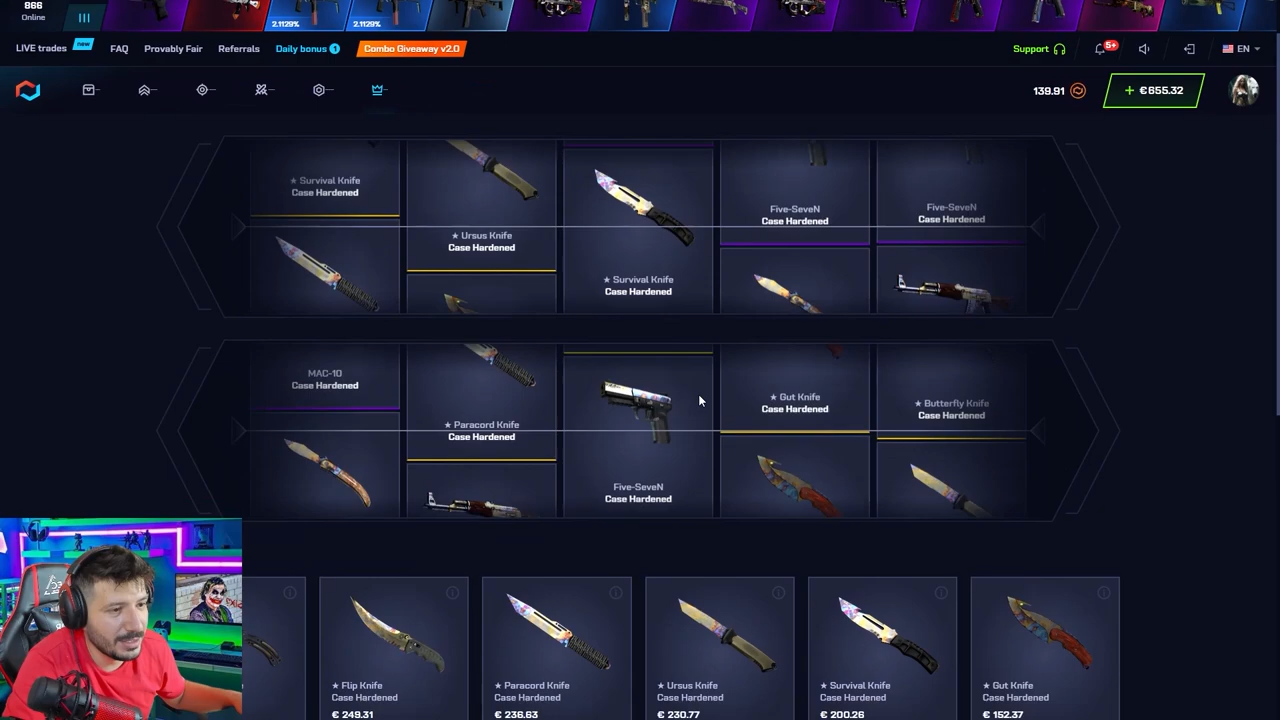 866
Online
2.1129%
2.1129%
LIVE trades
new
FAQ
Provably Fair
Referrals
Daily bonus 1
Combo Giveaway v2.0
Support
5+
EN
139.91
+ € 655.32
★ Survival Knife
Case Hardened
★ Ursus Knife
Case Hardened
★ Survival Knife
Case Hardened
Five-SeveN
Case Hardened
Five-SeveN
Case Hardened
MAC-10
Case Hardened
★ Paracord Knife
Case Hardened
Five-SeveN
Case Hardened
★ Gut Knife
Case Hardened
★ Butterfly Knife
Case Hardened
★ Flip Knife
Case Hardened
€ 249.31
★ Paracord Knife
Case Hardened
€ 236.63
★ Ursus Knife
Case Hardened
€ 230.77
★ Survival Knife
Case Hardened
€ 200.26
★ Gut Knife
Case Hardened
€ 152.37